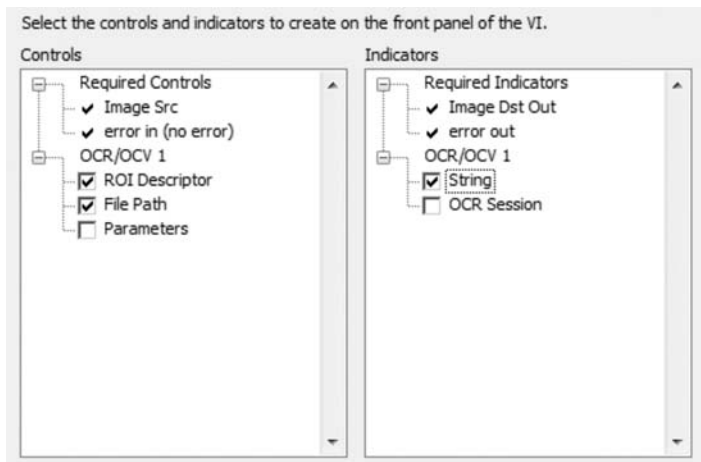 Select the controls and indicators to create on the front panel of the VI.
Controls
Required Controls
Image Src
error in (no error)
OCR/OCV 1
ROI Descriptor
File Path
Parameters
Indicators
Required Indicators
Image Dst Out
error out
OCR/OCV 1
String
OCR Session